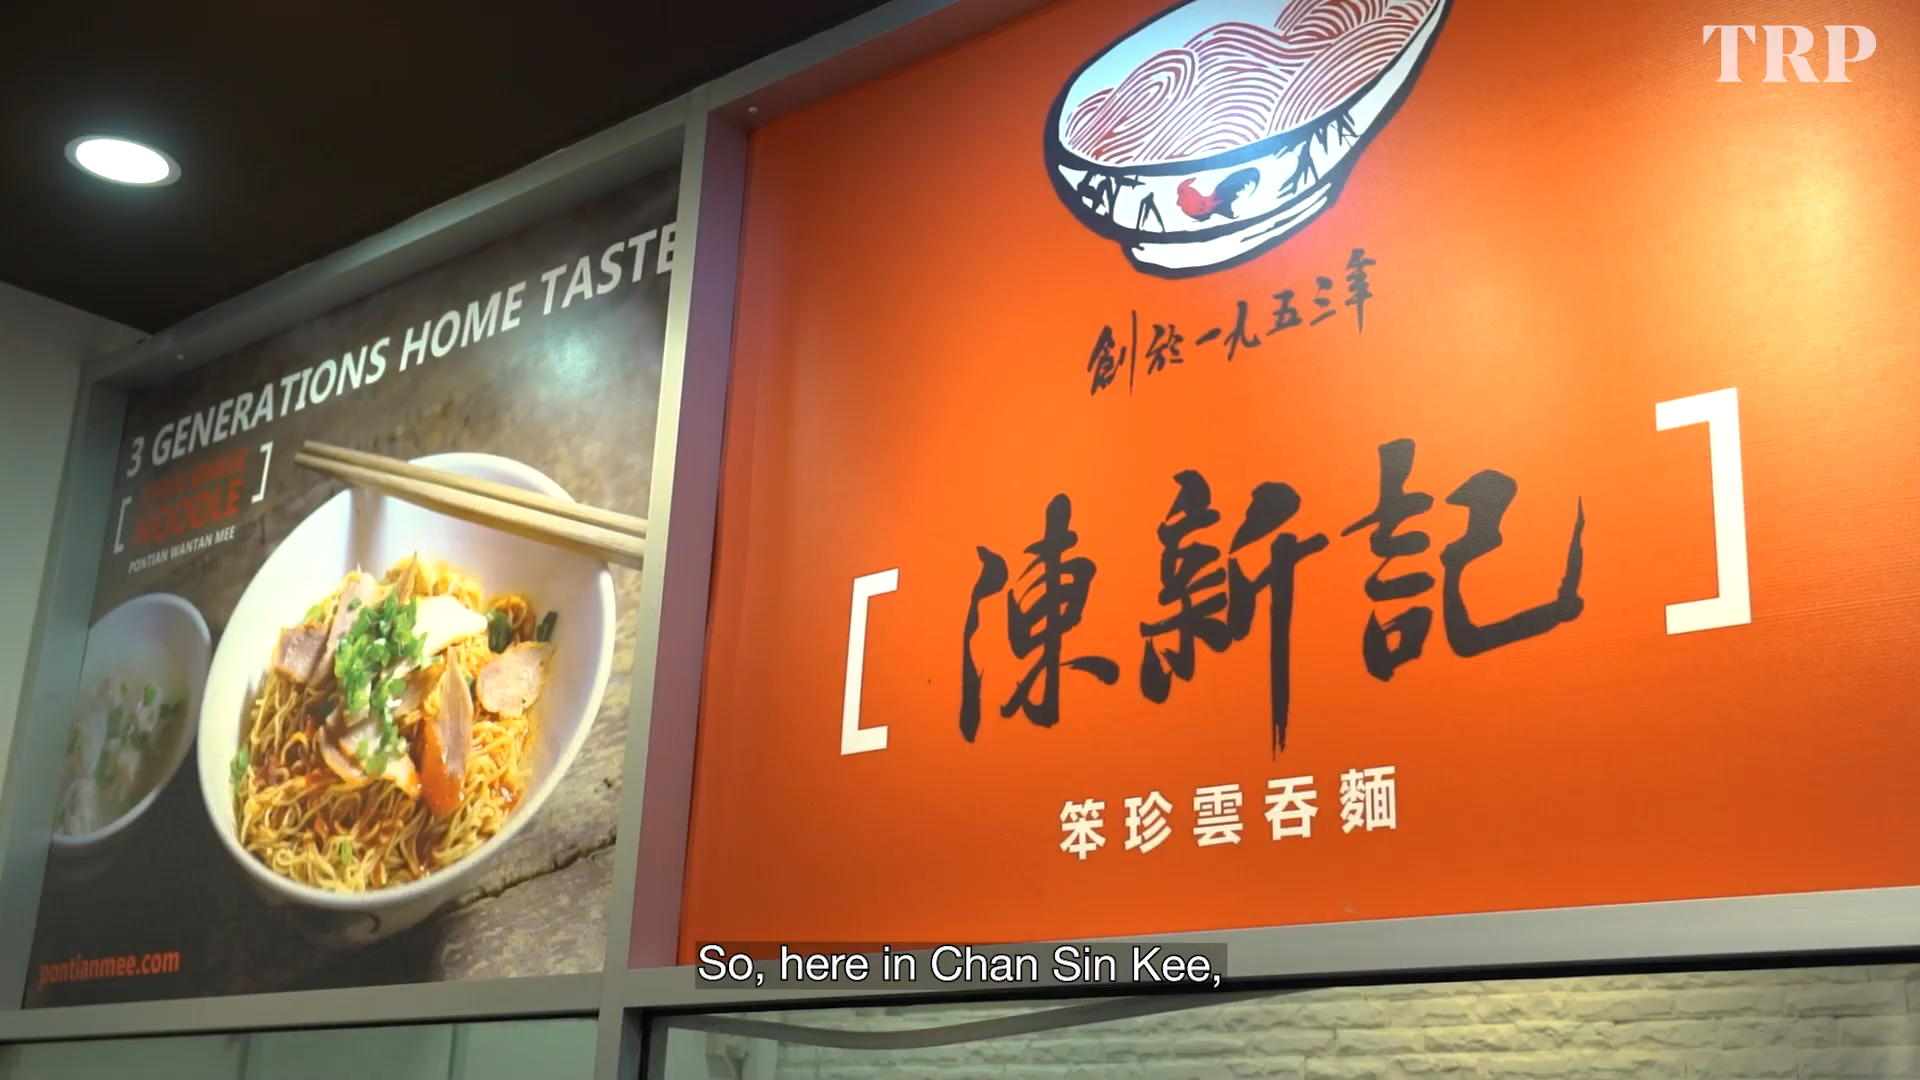 TRP
3 GENERATIONS HOME TASTE
NOODLE
PONTIAN WANTAN MEE
pontianmee.com
創於一九五三年
陳新記
笨珍雲吞麵
So, here in Chan Sin Kee,